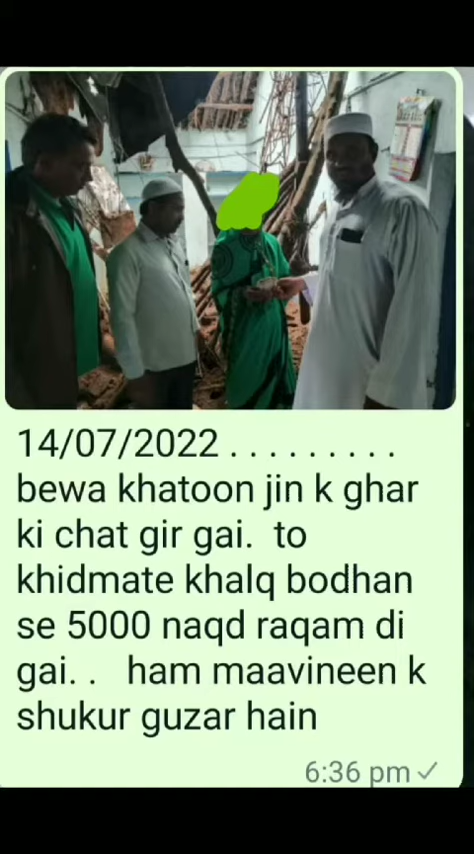 14/07/2022 . . . . . . . . .
bewa khatoon jin k ghar
ki chat gir gai.  to
khidmate khalq bodhan
se 5000 naqd raqam di
gai. .   ham maavineen k
shukur guzar hain
6:36 pm